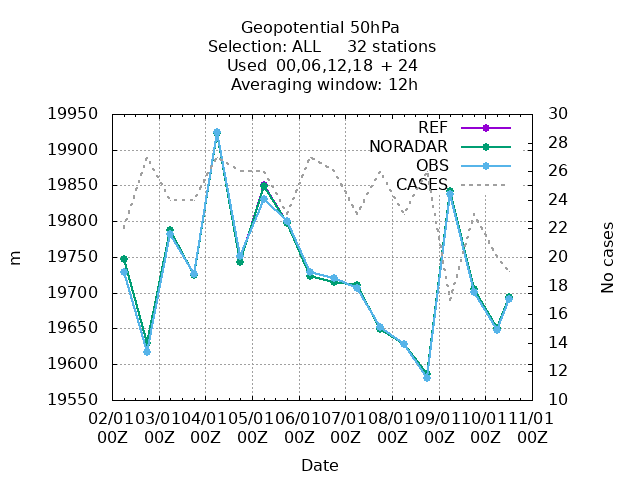 Geopotential 50hPa
Selection: ALL 32 stations
Used 00,06,12,18 + 24
Averaging window: 12h
19950
19900
19850
19800
19750
19700
19650
19600
19550
m
30
28
26
24
22
20
18
16
14
12
10
No cases
REF
NORADAR
OBS
CASES
02/01 03/01 04/01 05/01 06/01 07/01 08/01 09/01 10/01 11/01
00Z 00Z 00Z 00Z 00Z 00Z 00Z 00Z 00Z 00Z
Date